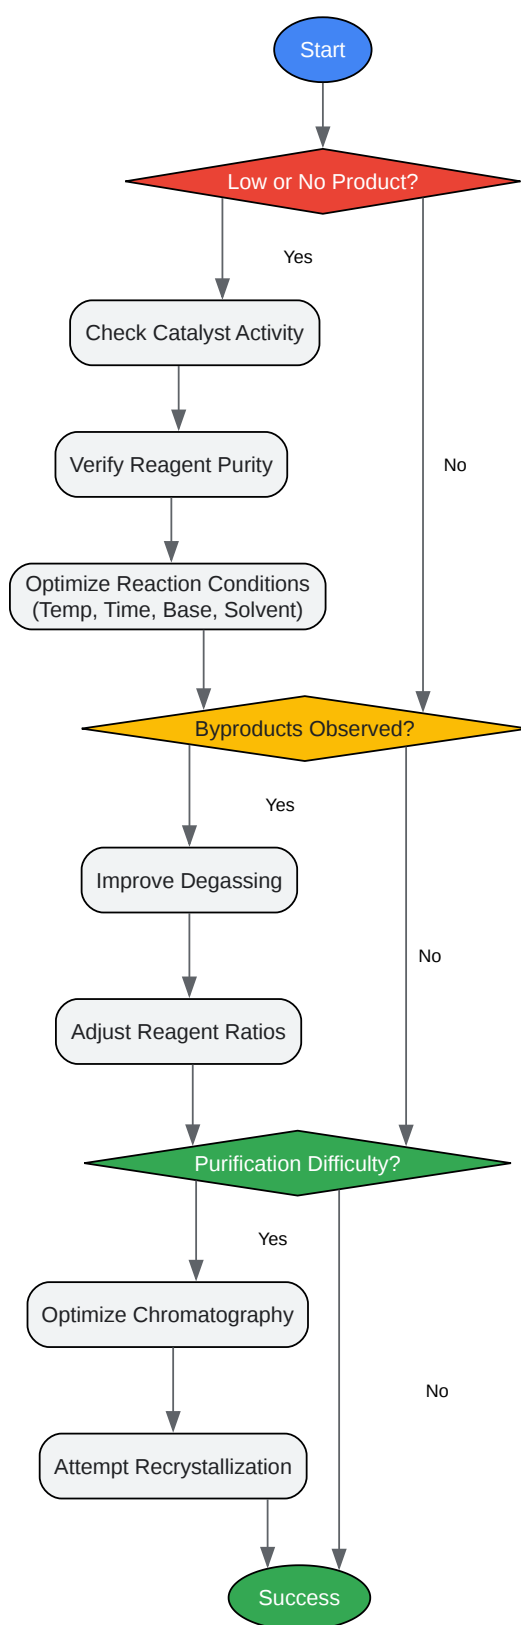 Start
Low or No Product?
Yes
Check Catalyst Activity
Verify Reagent Purity
No
Optimize Reaction Conditions
(Temp, Time, Base, Solvent)
Byproducts Observed?
Yes
Improve Degassing
No
Adjust Reagent Ratios
Purification Difficulty?
Yes
Optimize Chromatography
No
Attempt Recrystallization
Success